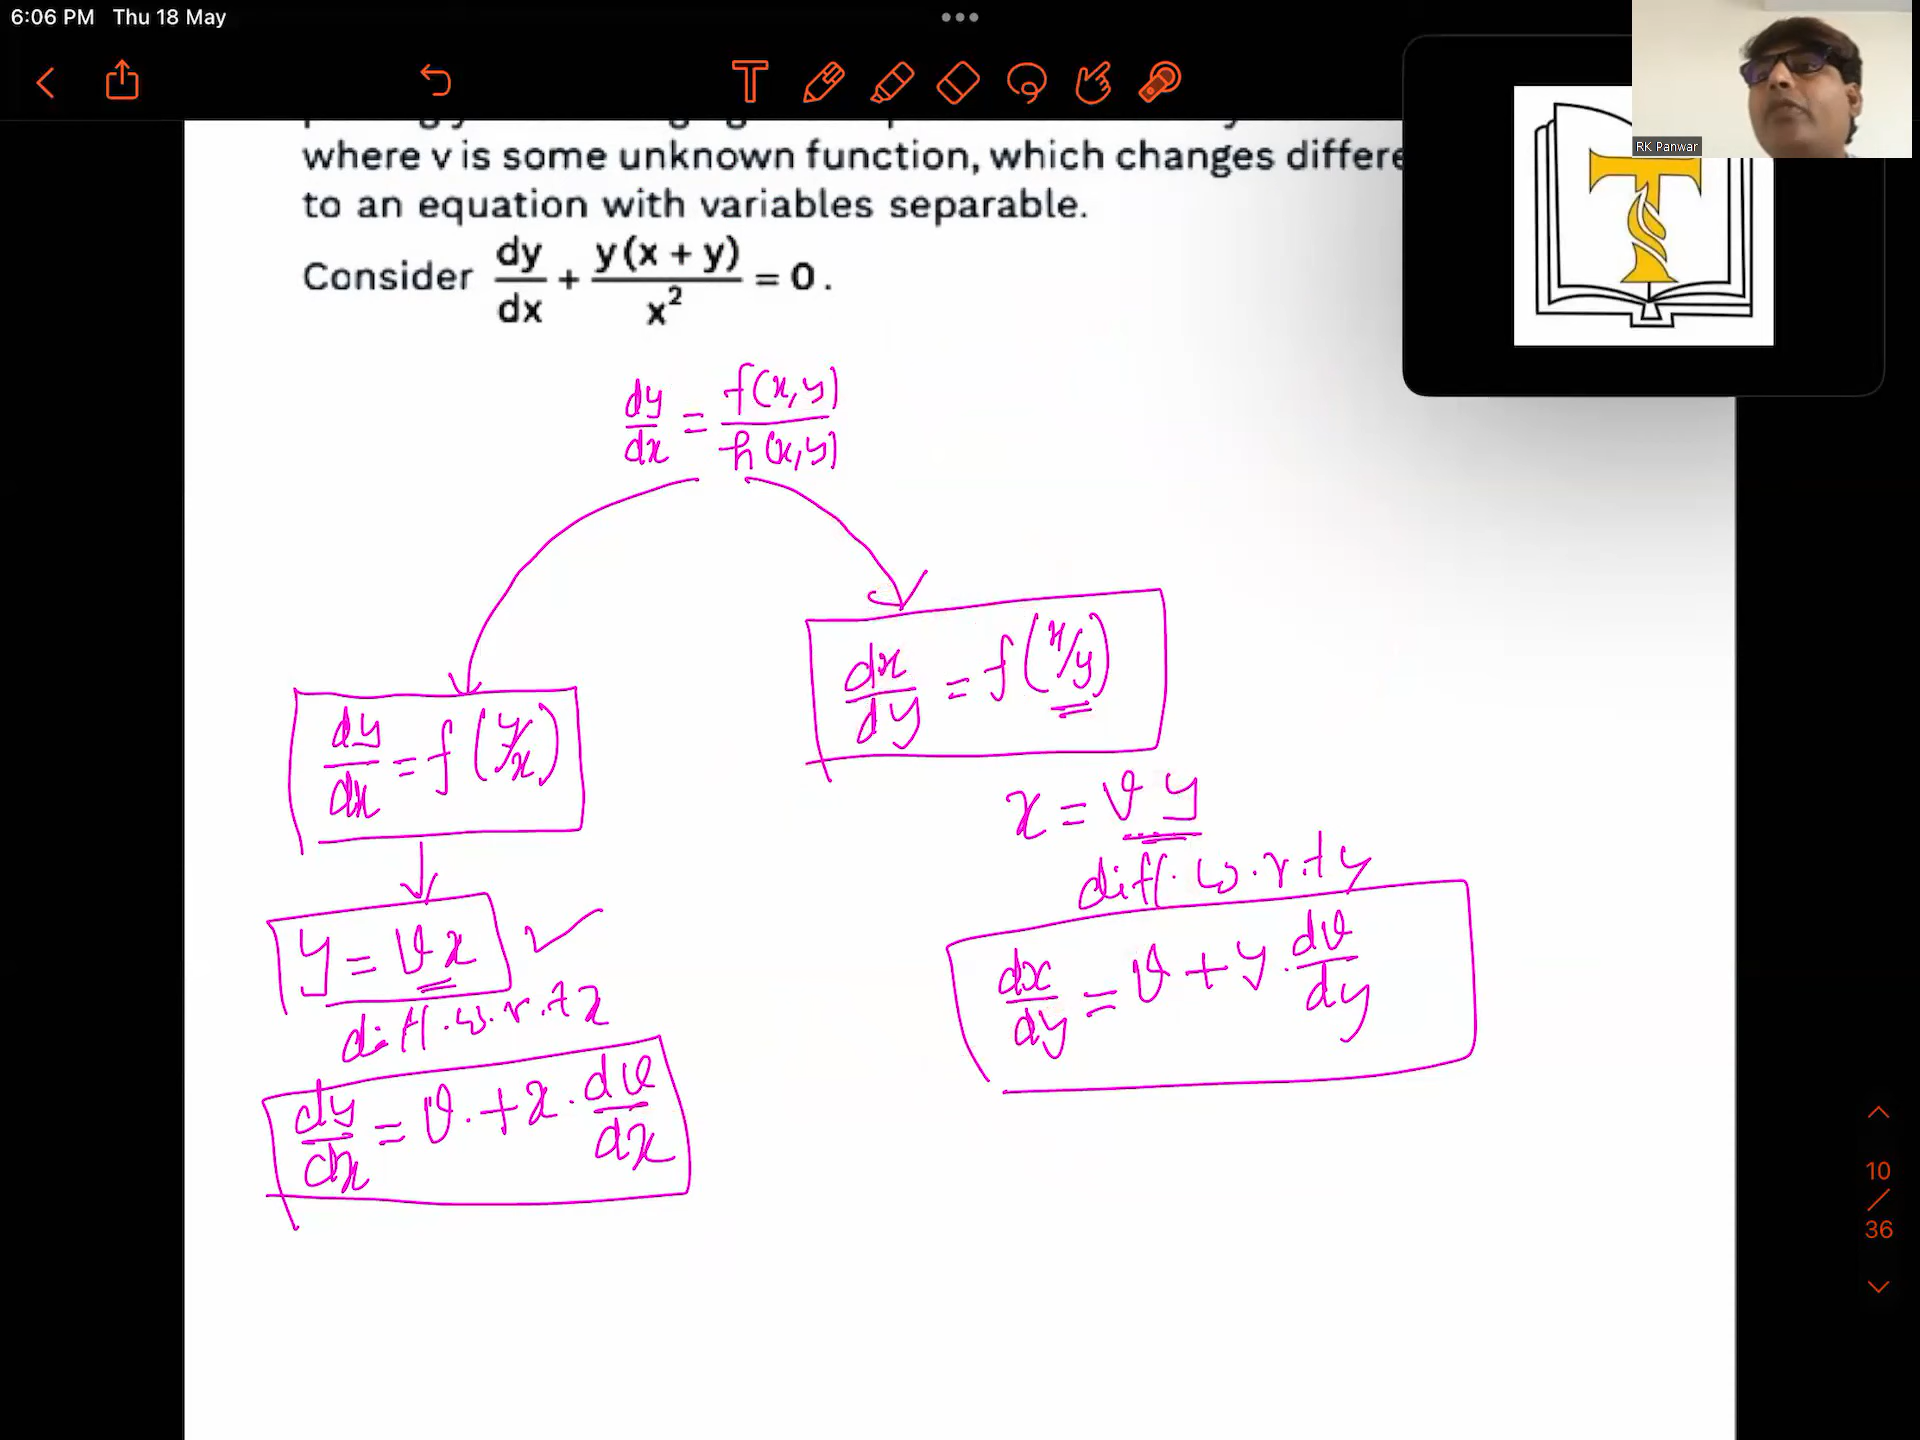 6:06 PM Thu 18 May
RK Panwar
where v is some unknown function, which changes differe
to an equation with variables separable.
Consider dy/dx + y(x + y)/x² = 0 .
dy/dx = f(x,y)/h(x,y)
dx/dy = f(x/y)
dy/dx = f(y/x)
x = vy
diff. w.r.t y
y = vx ✓
dx/dy = v + y. dv/dy
diff. w.r.t x
dy/dx = v. + x. dv/dx
10
/
36